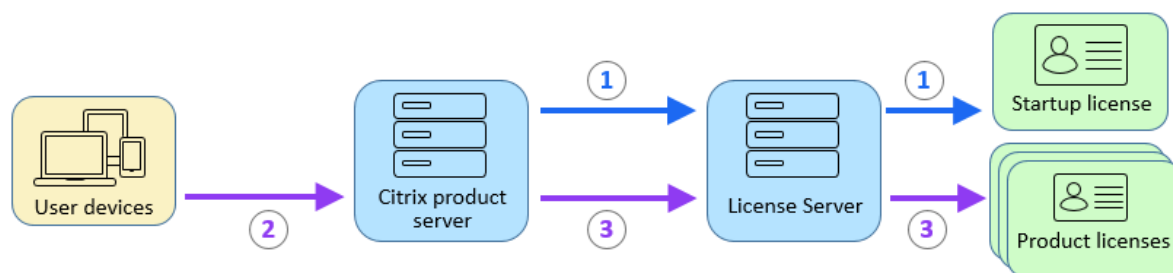 1
1
Startup license
User devices
2
Citrix product
server
3
License Server
3
Product licenses